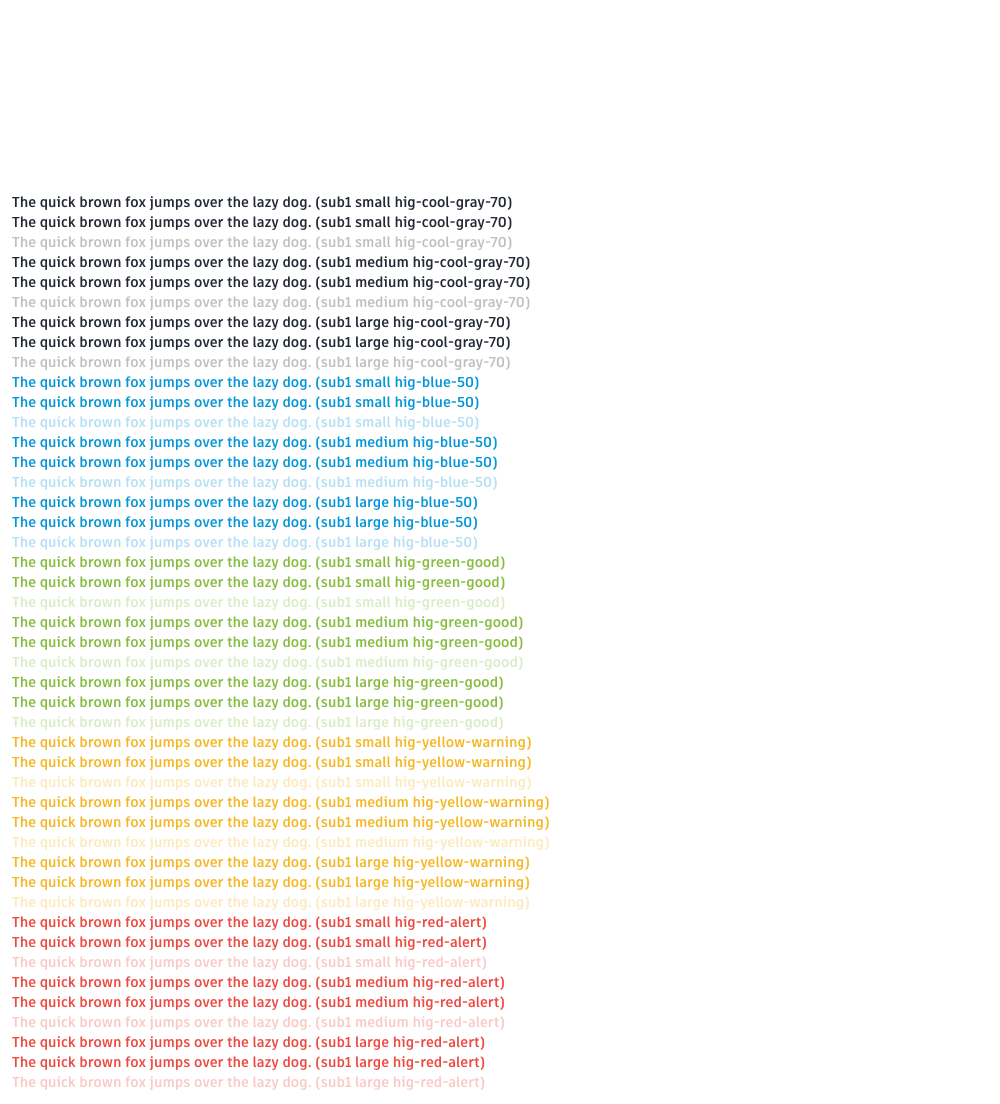 The quick brown fox jumps over the lazy dog. (sub1 small hig-cool-gray-70)
The quick brown fox jumps over the lazy dog. (sub1 small hig-cool-gray-70)
The quick brown fox jumps over the lazy dog. (sub1 small hig-cool-gray-70)
The quick brown fox jumps over the lazy dog. (sub1 medium hig-cool-gray-70)
The quick brown fox jumps over the lazy dog. (sub1 medium hig-cool-gray-70)
The quick brown fox jumps over the lazy dog. (sub1 medium hig-cool-gray-70)
The quick brown fox jumps over the lazy dog. (sub1 large hig-cool-gray-70)
The quick brown fox jumps over the lazy dog. (sub1 large hig-cool-gray-70)
The quick brown fox jumps over the lazy dog. (sub1 large hig-cool-gray-70)
The quick brown fox jumps over the lazy dog. (sub1 small hig-blue-50)
The quick brown fox jumps over the lazy dog. (sub1 small hig-blue-50)
The quick brown fox jumps over the lazy dog. (sub1 small hig-blue-50)
The quick brown fox jumps over the lazy dog. (sub1 medium hig-blue-50)
The quick brown fox jumps over the lazy dog. (sub1 medium hig-blue-50)
The quick brown fox jumps over the lazy dog. (sub1 medium hig-blue-50)
The quick brown fox jumps over the lazy dog. (sub1 large hig-blue-50)
The quick brown fox jumps over the lazy dog. (sub1 large hig-blue-50)
The quick brown fox jumps over the lazy dog. (sub1 large hig-blue-50)
The quick brown fox jumps over the lazy dog. (sub1 small hig-green-good)
The quick brown fox jumps over the lazy dog. (sub1 small hig-green-good)
The quick brown fox jumps over the lazy dog. (sub1 small hig-green-good)
The quick brown fox jumps over the lazy dog. (sub1 medium hig-green-good)
The quick brown fox jumps over the lazy dog. (sub1 medium hig-green-good)
The quick brown fox jumps over the lazy dog. (sub1 medium hig-green-good)
The quick brown fox jumps over the lazy dog. (sub1 large hig-green-good)
The quick brown fox jumps over the lazy dog. (sub1 large hig-green-good)
The quick brown fox jumps over the lazy dog. (sub1 large hig-green-good)
The quick brown fox jumps over the lazy dog. (sub1 small hig-yellow-warning)
The quick brown fox jumps over the lazy dog. (sub1 small hig-yellow-warning)
The quick brown fox jumps over the lazy dog. (sub1 small hig-yellow-warning)
The quick brown fox jumps over the lazy dog. (sub1 medium hig-yellow-warning)
The quick brown fox jumps over the lazy dog. (sub1 medium hig-yellow-warning)
The quick brown fox jumps over the lazy dog. (sub1 medium hig-yellow-warning)
The quick brown fox jumps over the lazy dog. (sub1 large hig-yellow-warning)
The quick brown fox jumps over the lazy dog. (sub1 large hig-yellow-warning)
The quick brown fox jumps over the lazy dog. (sub1 large hig-yellow-warning)
The quick brown fox jumps over the lazy dog. (sub1 small hig-red-alert)
The quick brown fox jumps over the lazy dog. (sub1 small hig-red-alert)
The quick brown fox jumps over the lazy dog. (sub1 small hig-red-alert)
The quick brown fox jumps over the lazy dog. (sub1 medium hig-red-alert)
The quick brown fox jumps over the lazy dog. (sub1 medium hig-red-alert)
The quick brown fox jumps over the lazy dog. (sub1 medium hig-red-alert)
The quick brown fox jumps over the lazy dog. (sub1 large hig-red-alert)
The quick brown fox jumps over the lazy dog. (sub1 large hig-red-alert)
The quick brown fox jumps over the lazy dog. (sub1 large hig-red-alert)